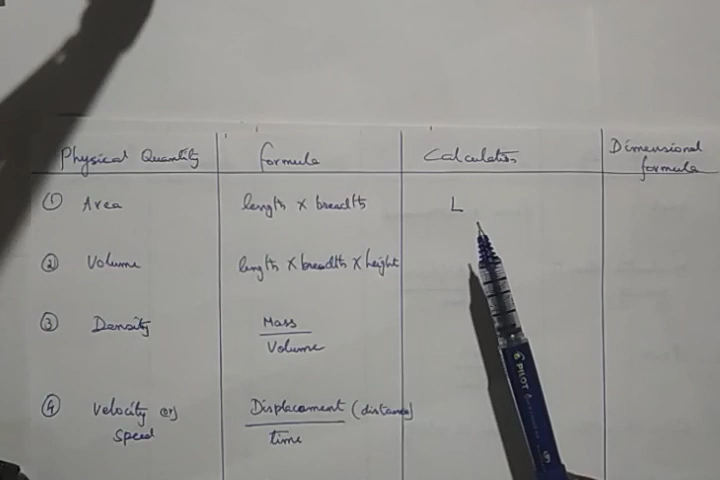 Physical Quantity formula Calculation Dimensional formula
① Area length × breadth L
② Volume length × breadth × height
③ Density Mass
Volume
④ Velocity (or) Displacement (distance)
Speed time
PILOT